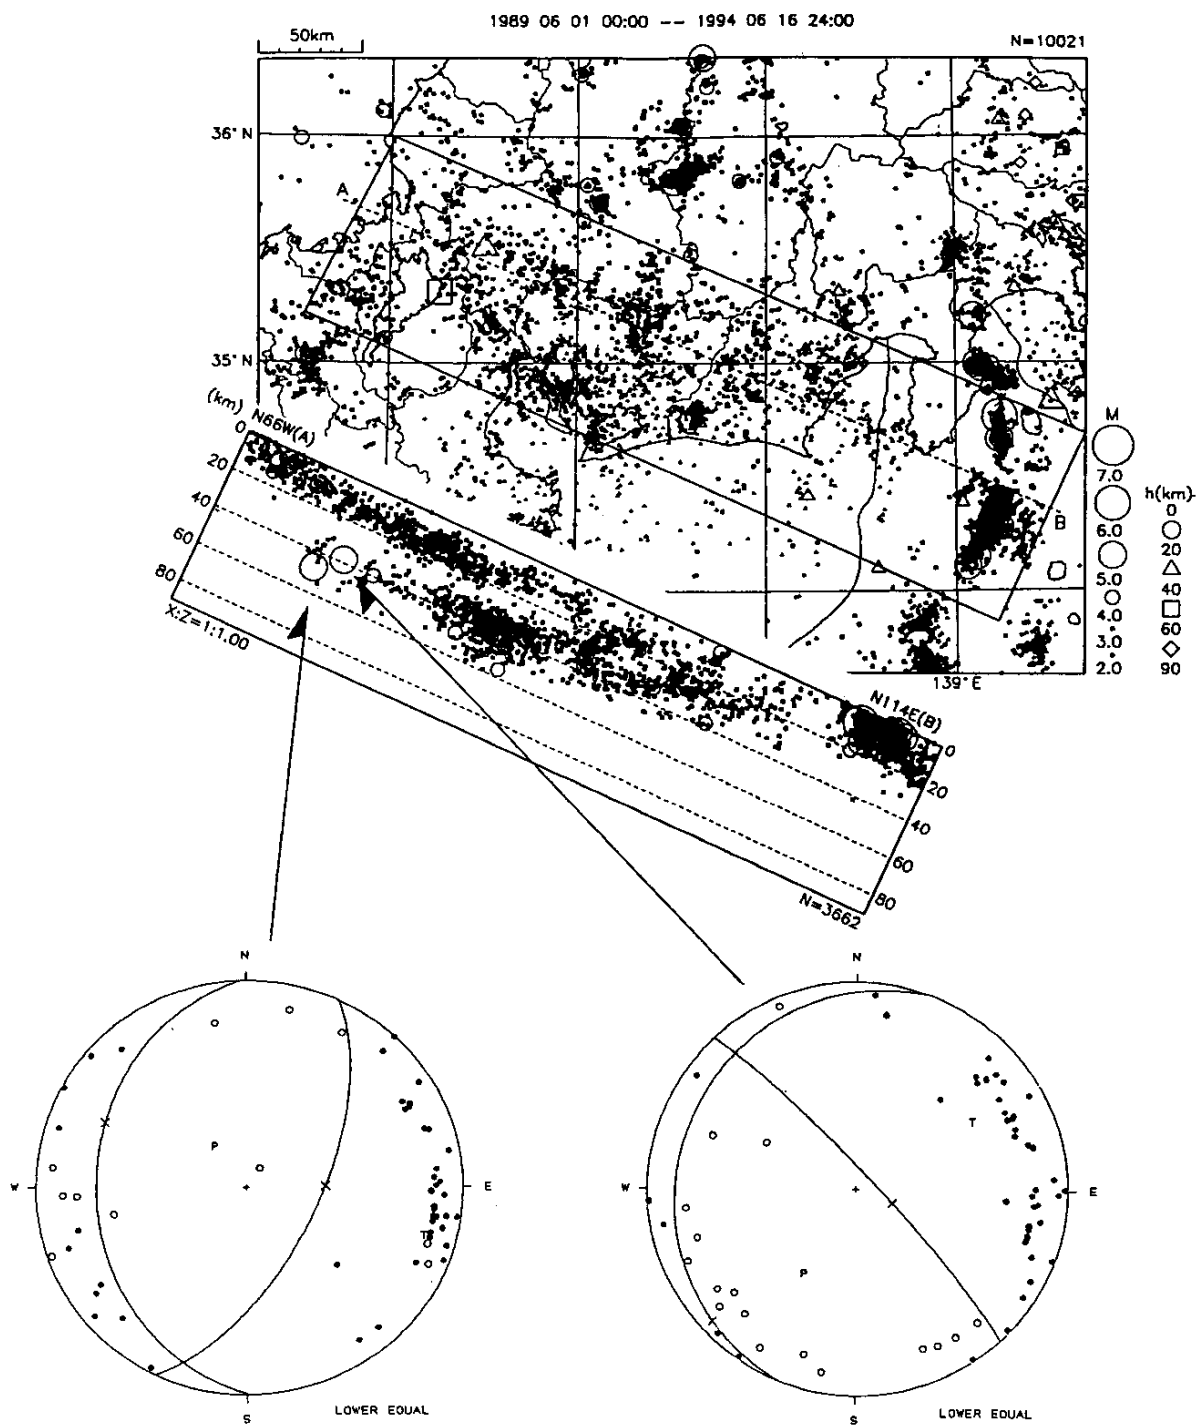 1989 06 01 00:00 -- 1994 06 16 24:00
50km
N=10021
36°N
A
35°N
(km)
N66W(A)
0
20
40
60
80
X:Z=1:1.00
B
M
7.0
6.0
5.0
4.0
3.0
2.0
h(km)
0
20
40
60
90
139°E
N114E(B)
0
20
40
60
80
N=3662
N
W
E
S
P
T
LOWER EQUAL
N
W
E
S
P
T
LOWER EQUAL